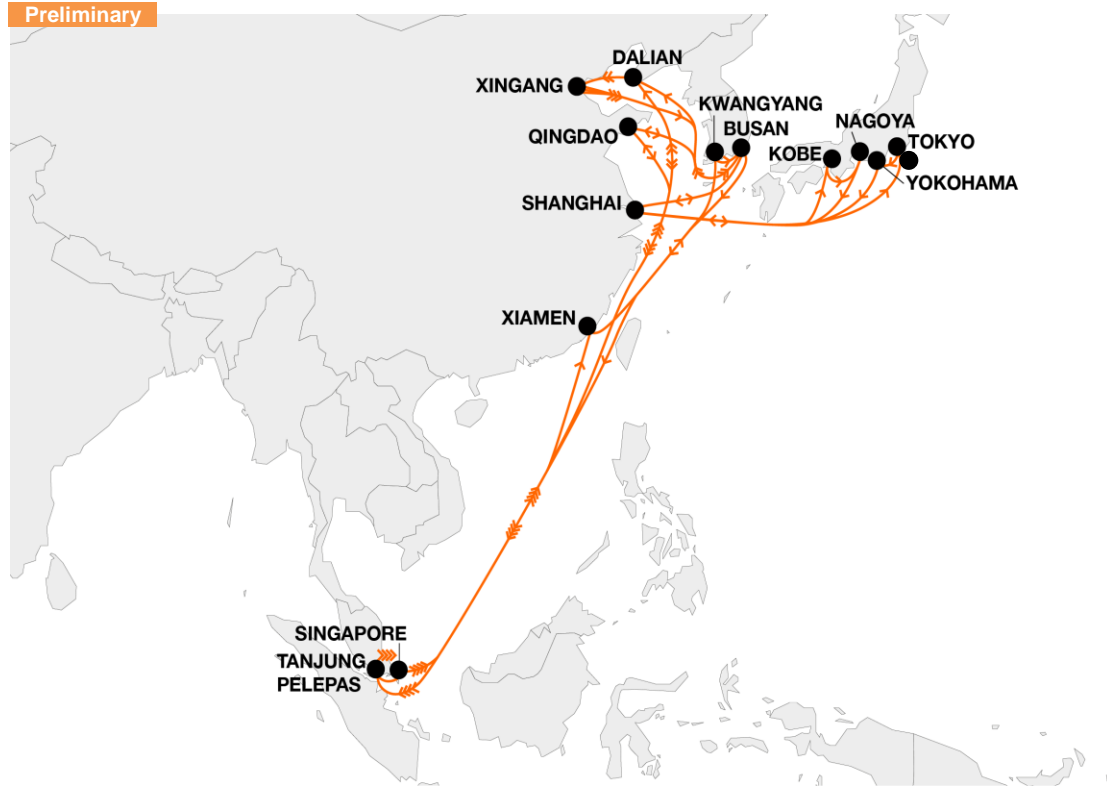 Preliminary
DALIAN
XINGANG
KWANGYANG
QINGDAO
BUSAN
NAGOYA
TOKYO
KOBE
YOKOHAMA
SHANGHAI
XIAMEN
SINGAPORE
TANJUNG
PELEPAS